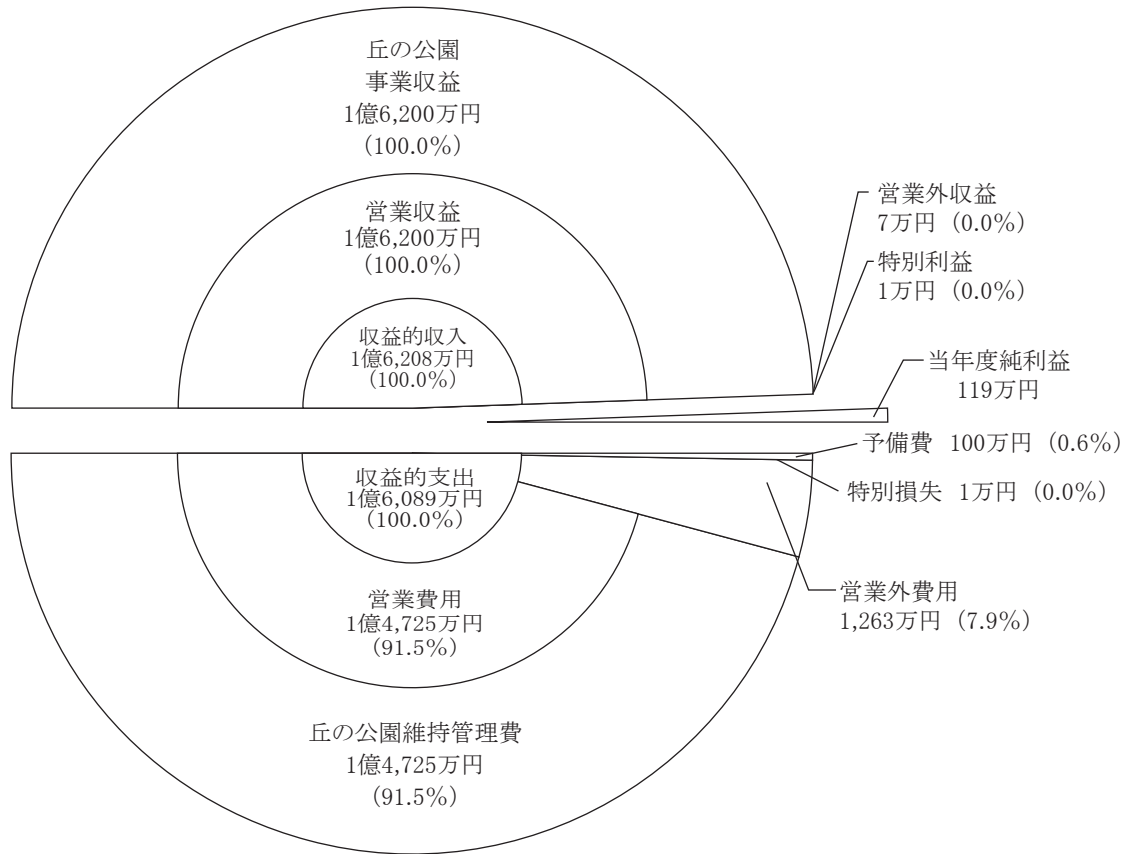 丘の公園
事業収益
1億6,200万円
(100.0%)
営業収益
1億6,200万円
(100.0%)
収益的収入
1億6,208万円
(100.0%)
営業外収益
7万円 (0.0%)
特別利益
1万円 (0.0%)
当年度純利益
119万円
予備費 100万円 (0.6%)
特別損失 1万円 (0.0%)
営業外費用
1,263万円 (7.9%)
収益的支出
1億6,089万円
(100.0%)
営業費用
1億4,725万円
(91.5%)
丘の公園維持管理費
1億4,725万円
(91.5%)